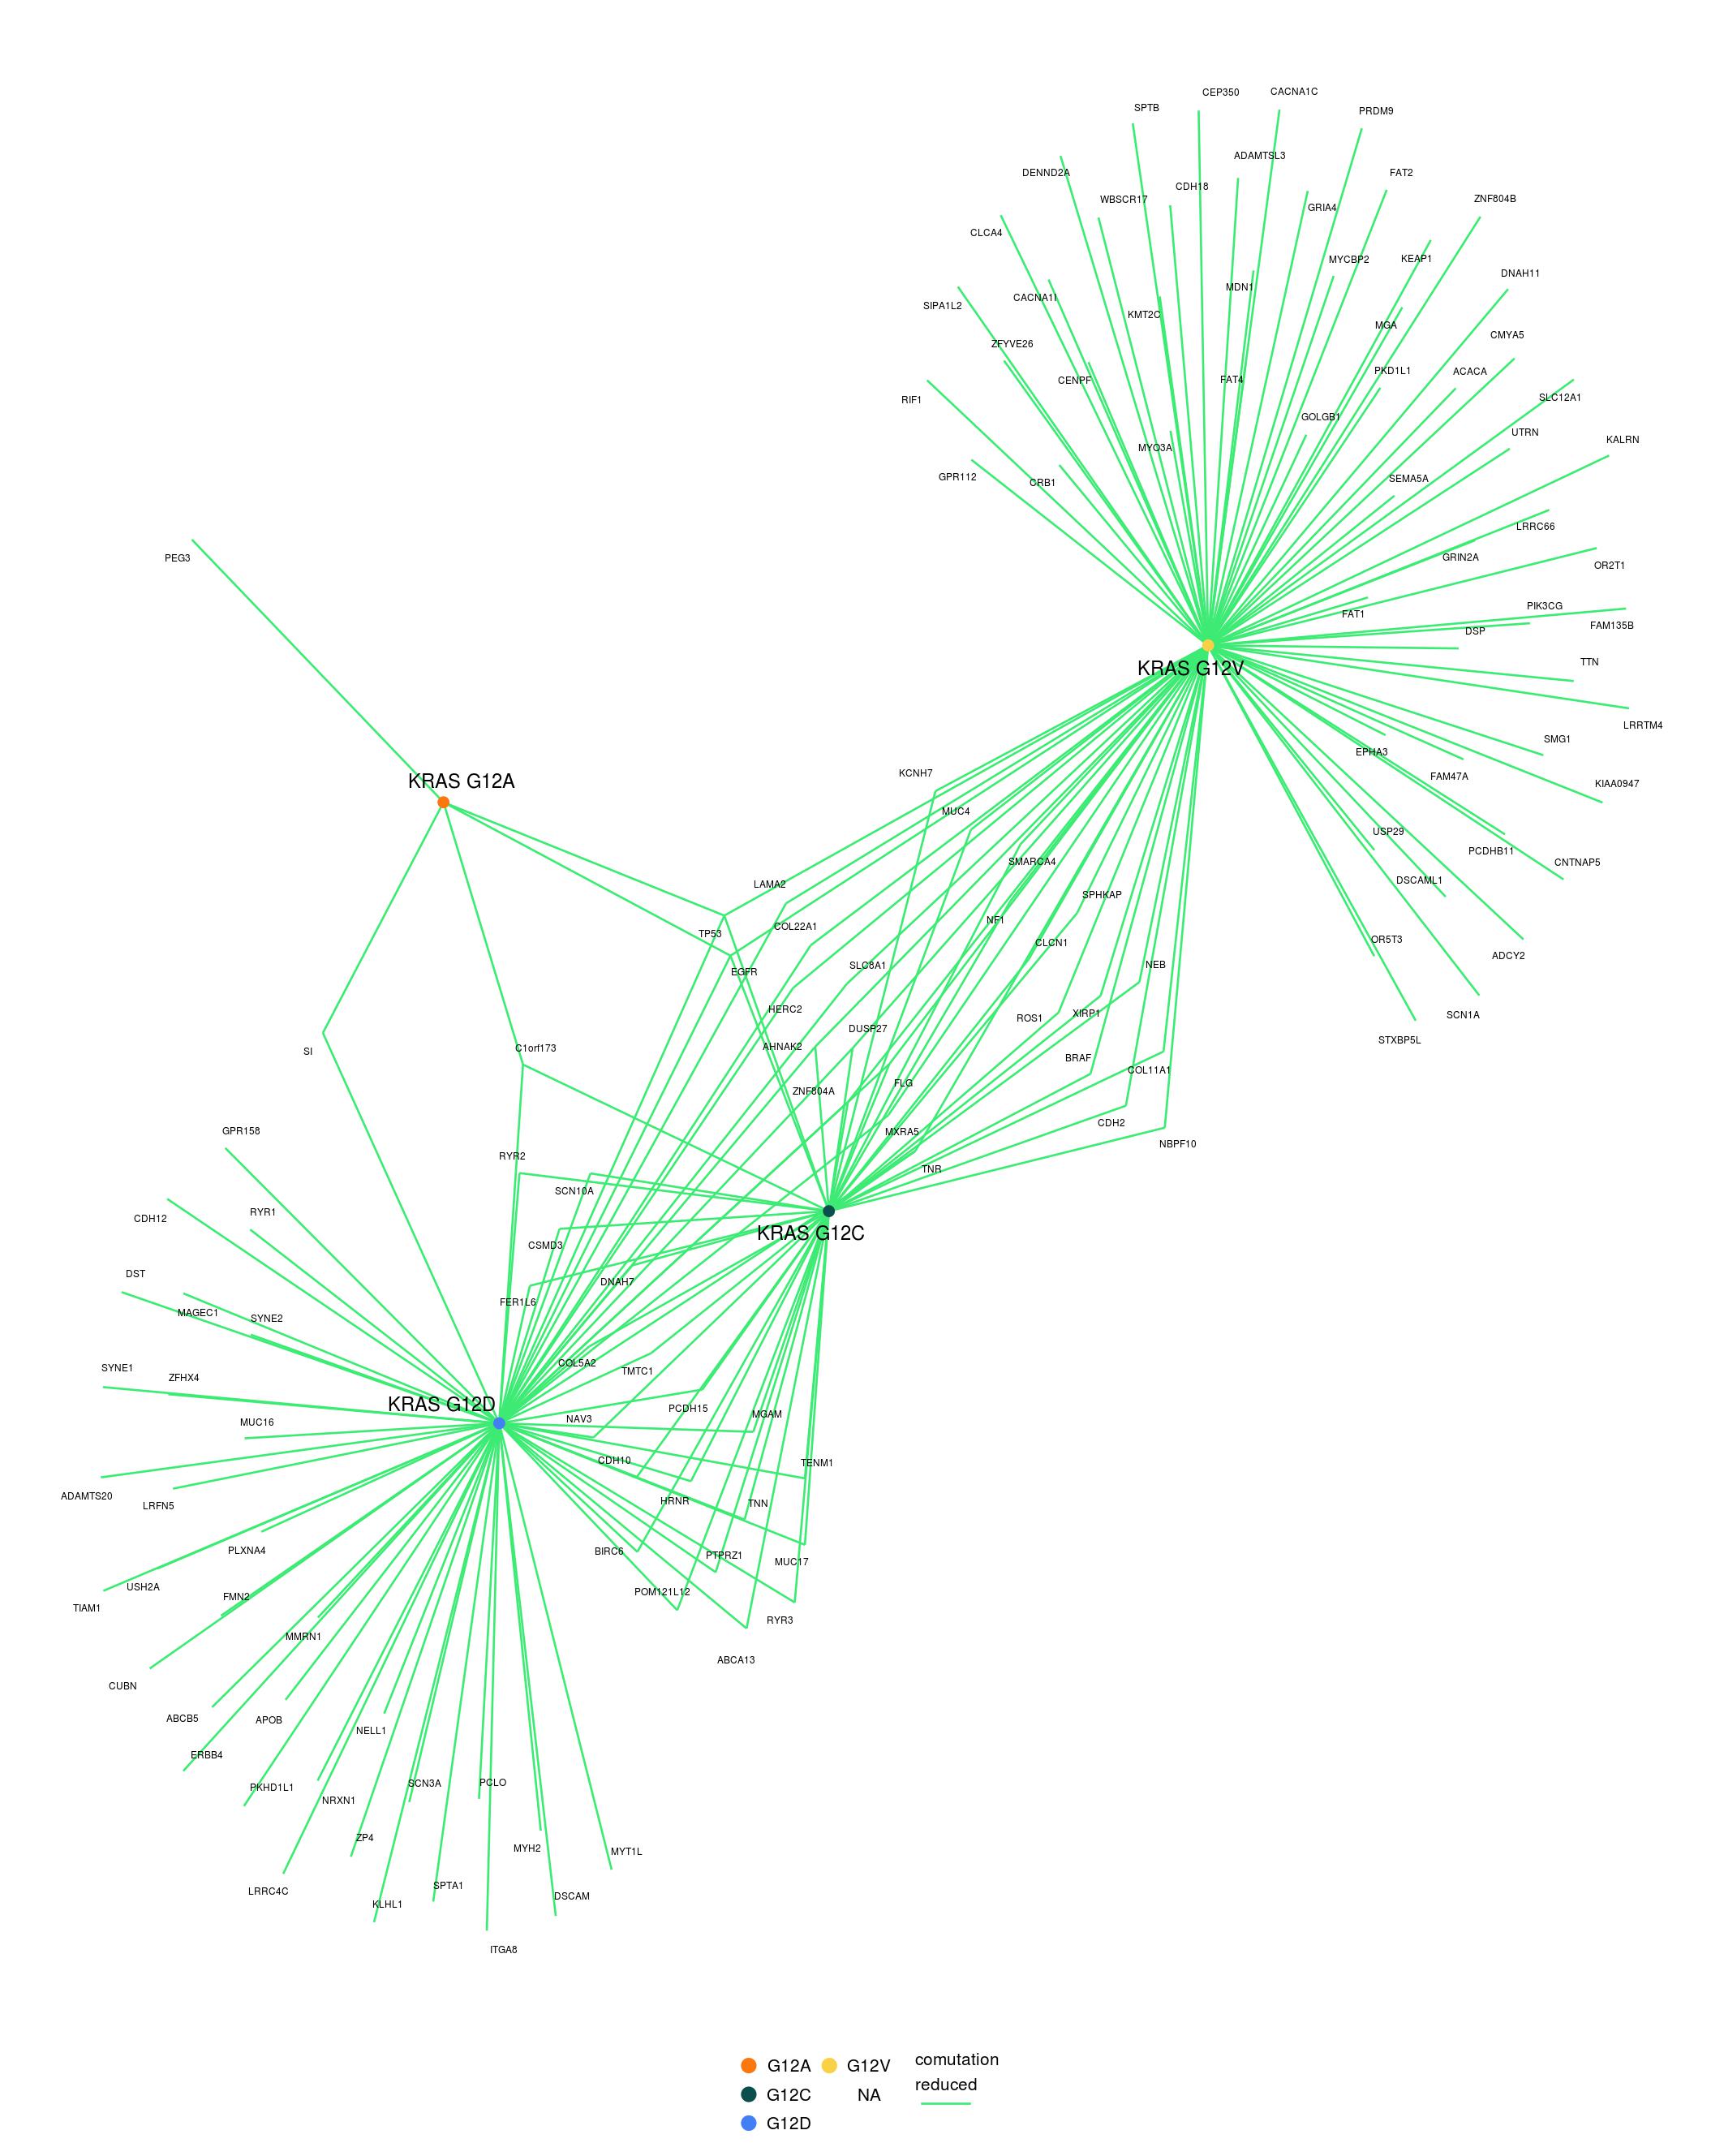 CEP350
CACNA1C
SPTB
PRDM9
ADAMTSL3
DENND2A
FAT2
CDH18
WBSCR17
ZNF804B
GRIA4
CLCA4
MYCBP2
KEAP1
DNAH11
MDN1
CACNA1I
SIPA1L2
KMT2C
MGA
CMYA5
ZFYVE26
PKD1L1
ACACA
CENPF
FAT4
SLC12A1
RIF1
GOLGB1
UTRN
KALRN
MYO3A
GPR112
CRB1
SEMA5A
LRRC66
PEG3
GRIN2A
OR2T1
PIK3CG
FAT1
FAM135B
DSP
TTN
KRAS G12V
LRRTM4
SMG1
EPHA3
KCNH7
FAM47A
KRAS G12A
KIAA0947
MUC4
USP29
PCDHB11
SMARCA4
CNTNAP5
LAMA2
DSCAML1
SPHKAP
NF1
COL22A1
TP53
OR5T3
CLCN1
ADCY2
SLC8A1
NEB
EGFR
HERC2
XIRP1
SCN1A
ROS1
DUSP27
STXBP5L
AHNAK2
C1orf173
SI
BRAF
COL11A1
FLG
ZNF804A
CDH2
GPR158
MXRA5
NBPF10
RYR2
TNR
SCN10A
RYR1
CDH12
KRAS G12C
CSMD3
DST
DNAH7
FER1L6
MAGEC1
SYNE2
COL5A2
SYNE1
TMTC1
ZFHX4
KRAS G12D
PCDH15
MGAM
NAV3
MUC16
CDH10
TENM1
ADAMTS20
HRNR
TNN
LRFN5
PLXNA4
BIRC6
PTPRZ1
MUC17
USH2A
POM121L12
FMN2
TIAM1
RYR3
MMRN1
ABCA13
CUBN
ABCB5
APOB
NELL1
ERBB4
PCLO
SCN3A
PKHD1L1
NRXN1
ZP4
MYH2
MYT1L
SPTA1
LRRC4C
DSCAM
KLHL1
ITGA8
G12A
G12V
comutation
G12C
NA
reduced
G12D